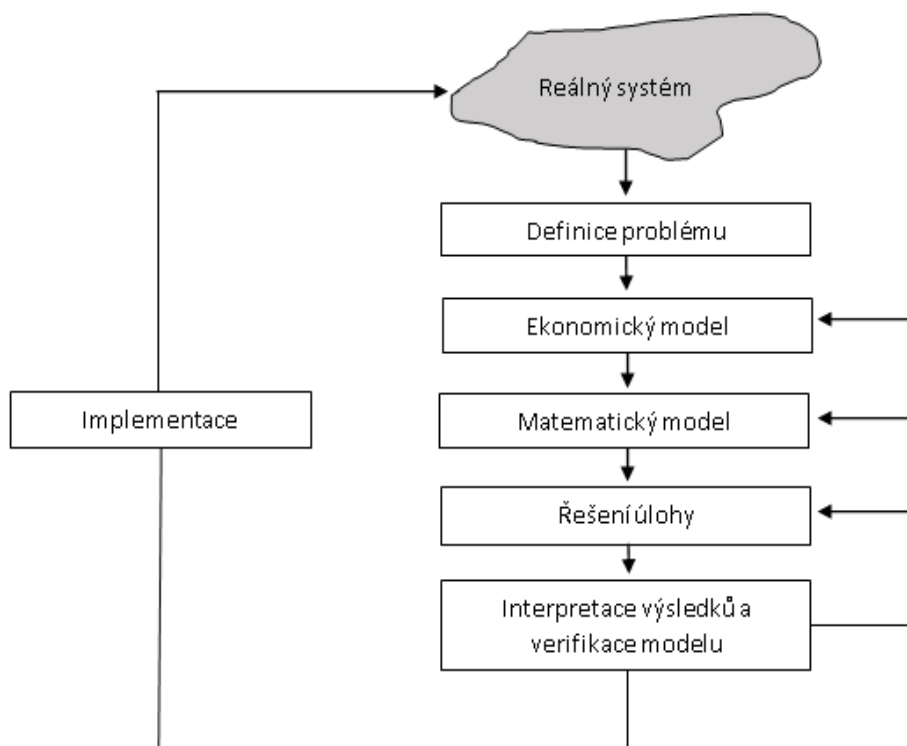 Reálný systém
Definice problému
Ekonomický model
Matematický model
Implementace
Řešení úlohy
Interpretace výsledků a
verifikace modelu